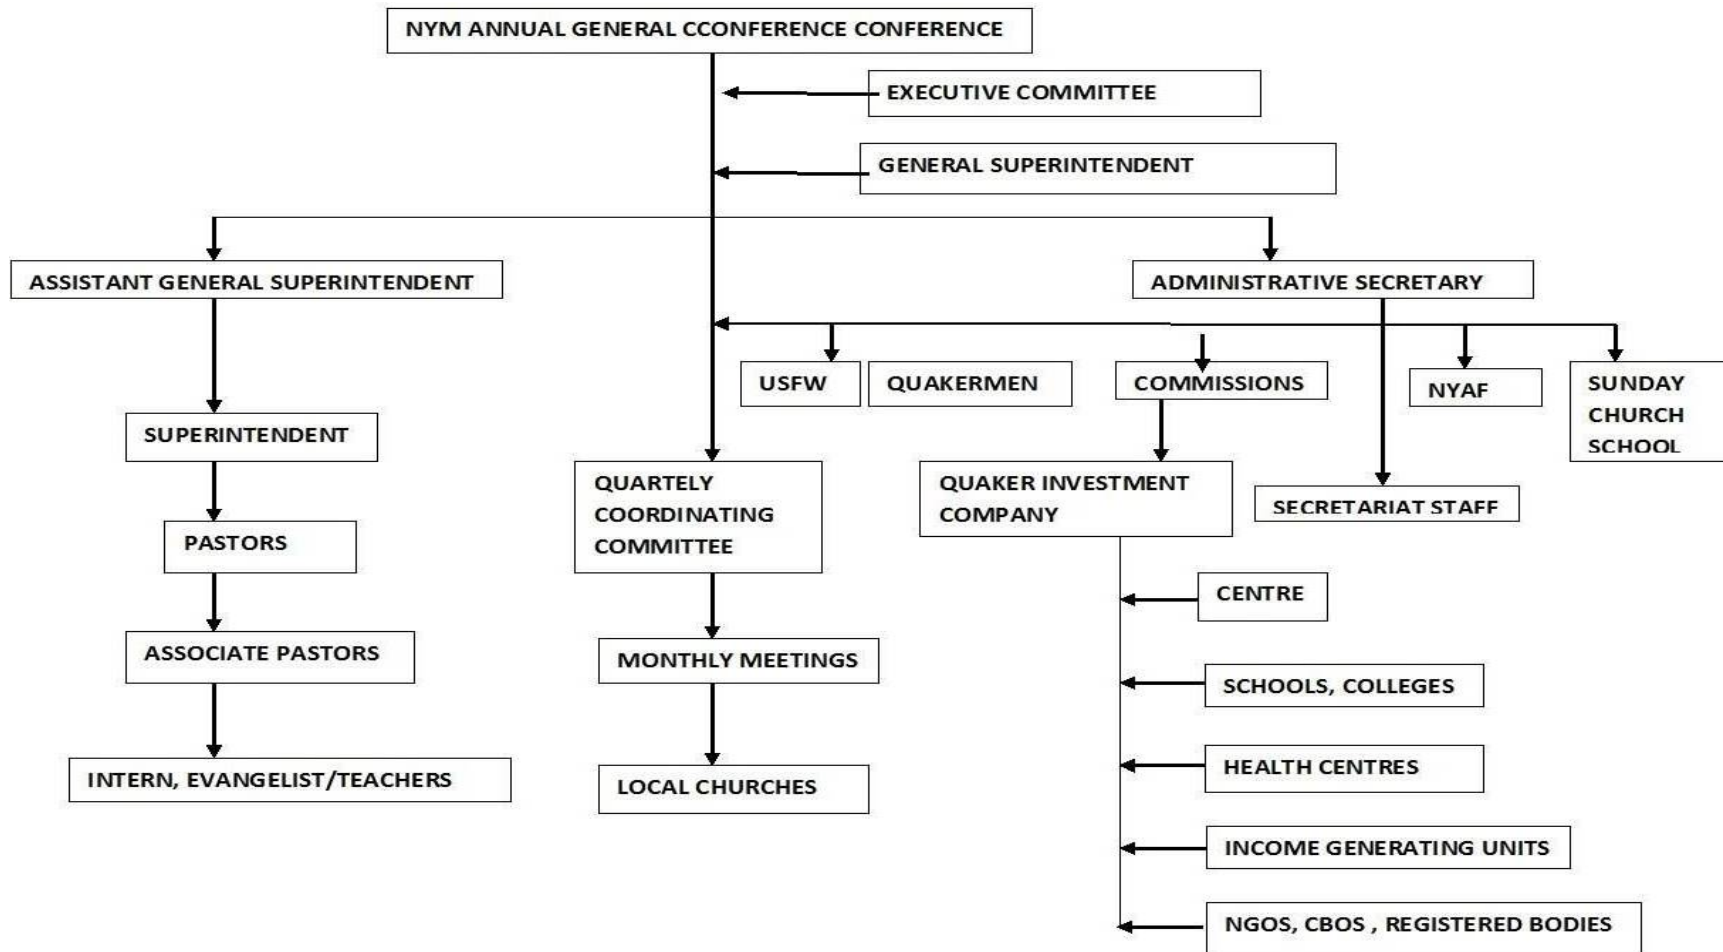 NYM ANNUAL GENERAL CCONFERENCE CONFERENCE
EXECUTIVE COMMITTEE
GENERAL SUPERINTENDENT
ASSISTANT GENERAL SUPERINTENDENT
ADMINISTRATIVE SECRETARY
USFW
QUAKERMEN
COMMISSIONS
NYAF
SUNDAY
CHURCH
SCHOOL
SUPERINTENDENT
QUARTELY
COORDINATING
COMMITTEE
QUAKER INVESTMENT
COMPANY
SECRETARIAT STAFF
PASTORS
CENTRE
ASSOCIATE PASTORS
MONTHLY MEETINGS
SCHOOLS, COLLEGES
INTERN, EVANGELIST/TEACHERS
LOCAL CHURCHES
HEALTH CENTRES
INCOME GENERATING UNITS
NGOS, CBOS , REGISTERED BODIES